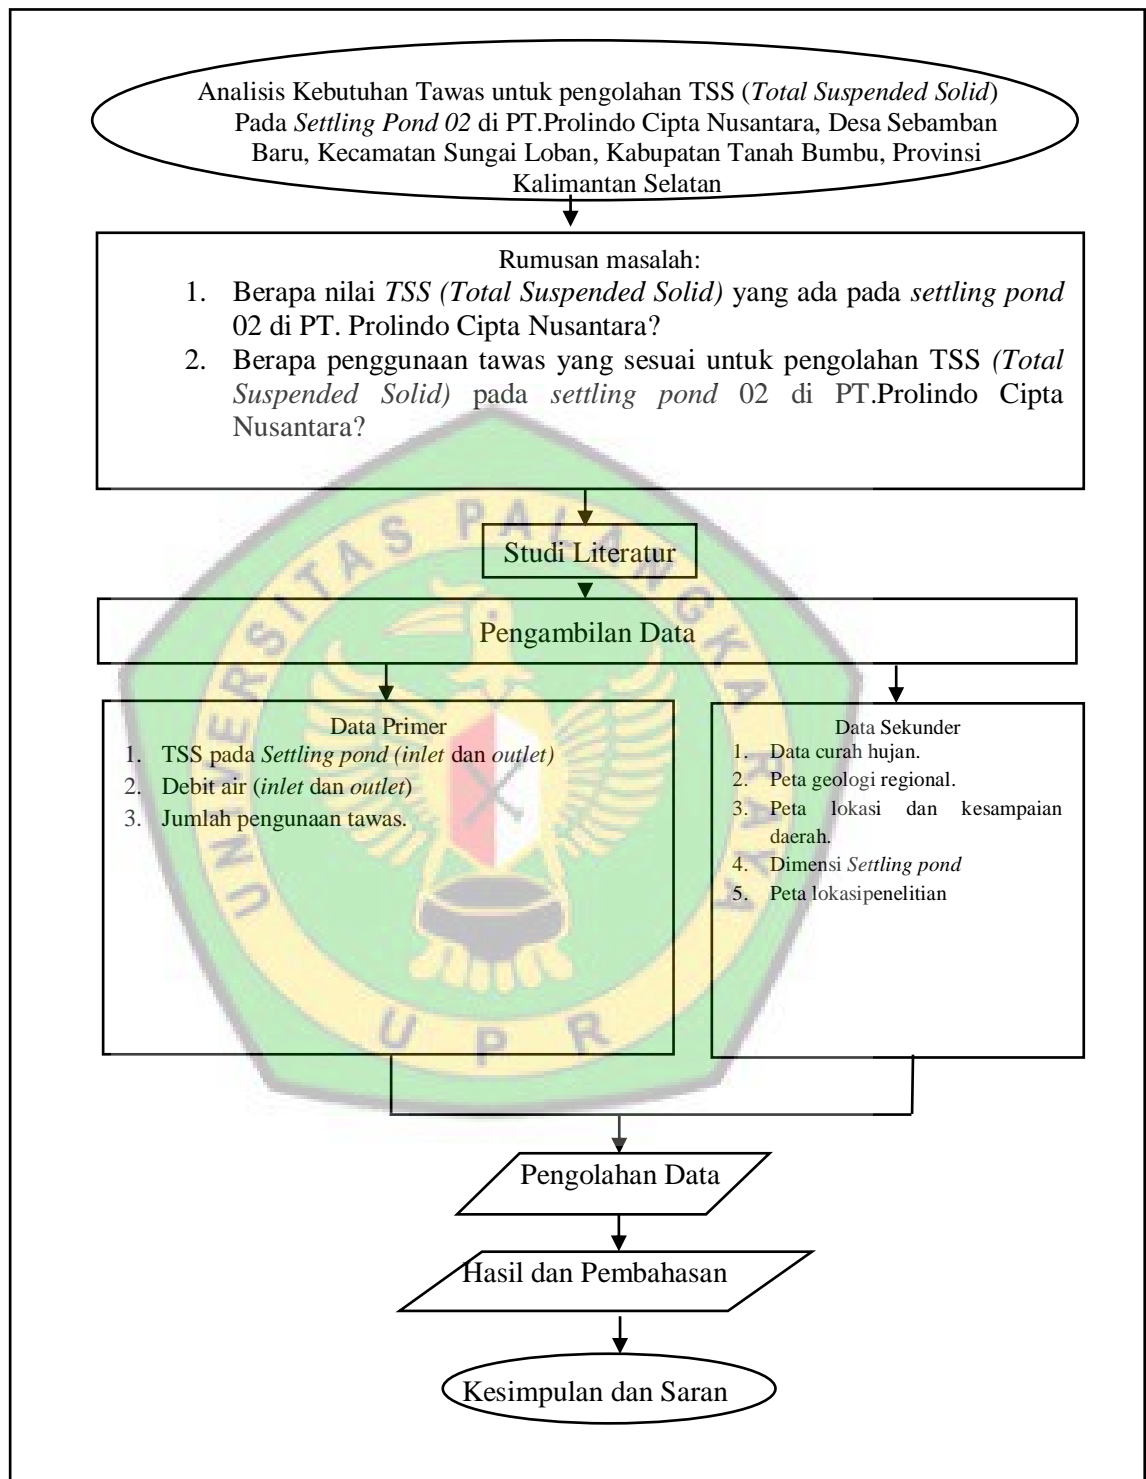 Analisis Kebutuhan Tawas untuk pengolahan TSS (Total Suspended Solid)
Pada Settling Pond 02 di PT.Prolindo Cipta Nusantara, Desa Sebamban
Baru, Kecamatan Sungai Loban, Kabupatan Tanah Bumbu, Provinsi
Kalimantan Selatan
Rumusan masalah:
1. Berapa nilai TSS (Total Suspended Solid) yang ada pada settling pond
02 di PT. Prolindo Cipta Nusantara?
2. Berapa penggunaan tawas yang sesuai untuk pengolahan TSS (Total
Suspended Solid) pada settling pond 02 di PT.Prolindo Cipta
Nusantara?
Studi Literatur
Pengambilan Data
Data Primer
1. TSS pada Settling pond (inlet dan outlet)
2. Debit air (inlet dan outlet)
3. Jumlah pengunaan tawas.
Data Sekunder
1. Data curah hujan.
2. Peta geologi regional.
3. Peta lokasi dan kesampaian
daerah.
4. Dimensi Settling pond
5. Peta lokasipenelitian
UNIVERSITAS PALANGKA RAYA
UPR
Pengolahan Data
Hasil dan Pembahasan
Kesimpulan dan Saran